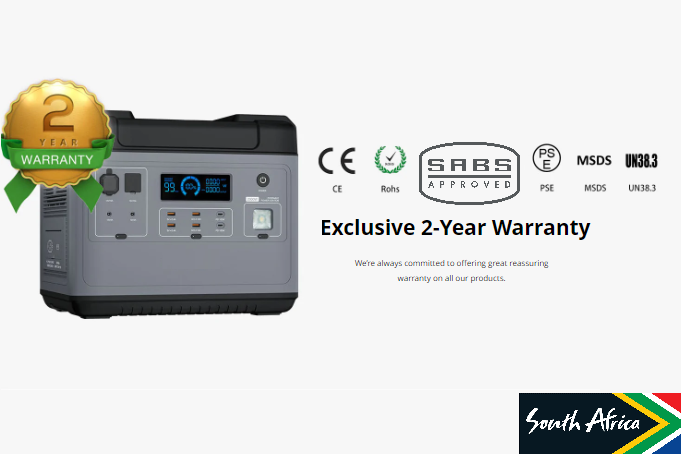 2
YEAR
WARRANTY
99
CE
SABS
APPROVED
PS
E
MSDS
UN38.3
CE
Rohs
PSE
MSDS
UN38.3
Exclusive 2-Year Warranty
We're always committed to offering great reassuring
warranty on all our products.
South Africa